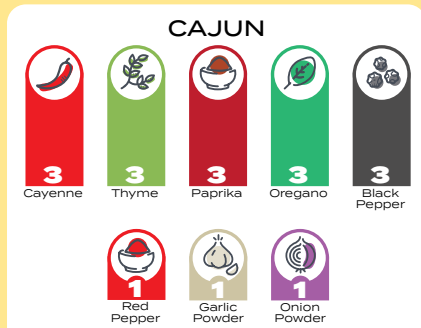 CAJUN
3 3 3 3 3
Cayenne Thyme Paprika Oregano Black
Pepper
1 1 1
Red Garlic Onion
Pepper Powder Powder